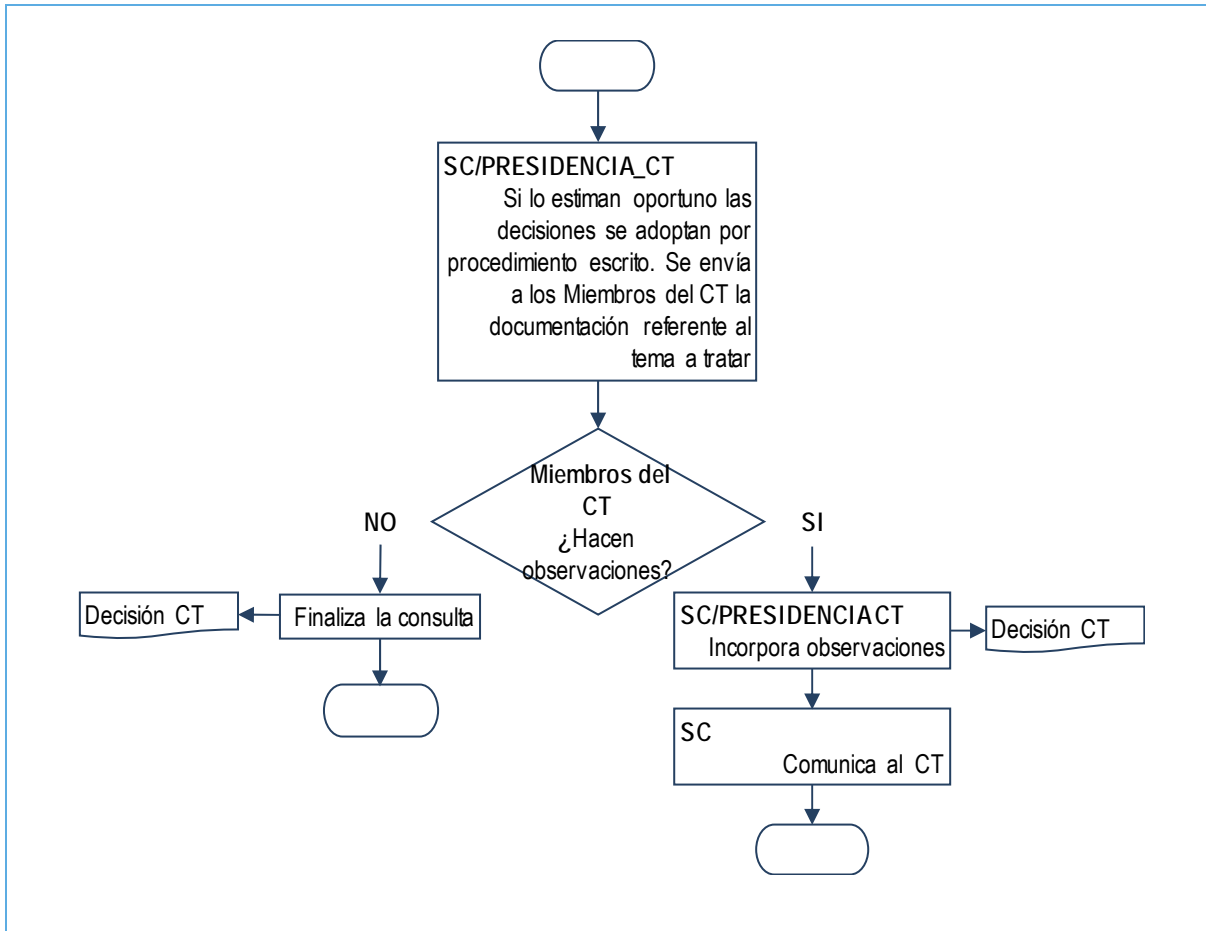 SC/PRESIDENCIA_CT
Si lo estiman oportuno las
decisiones se adoptan por
procedimiento escrito. Se envía
a los Miembros del CT la
documentación referente al
tema a tratar
Miembros del
CT
¿Hacen
observaciones?
NO
SI
Decisión CT
Finaliza la consulta
SC/PRESIDENCIA CT
Incorpora observaciones
Decisión CT
SC
Comunica al CT